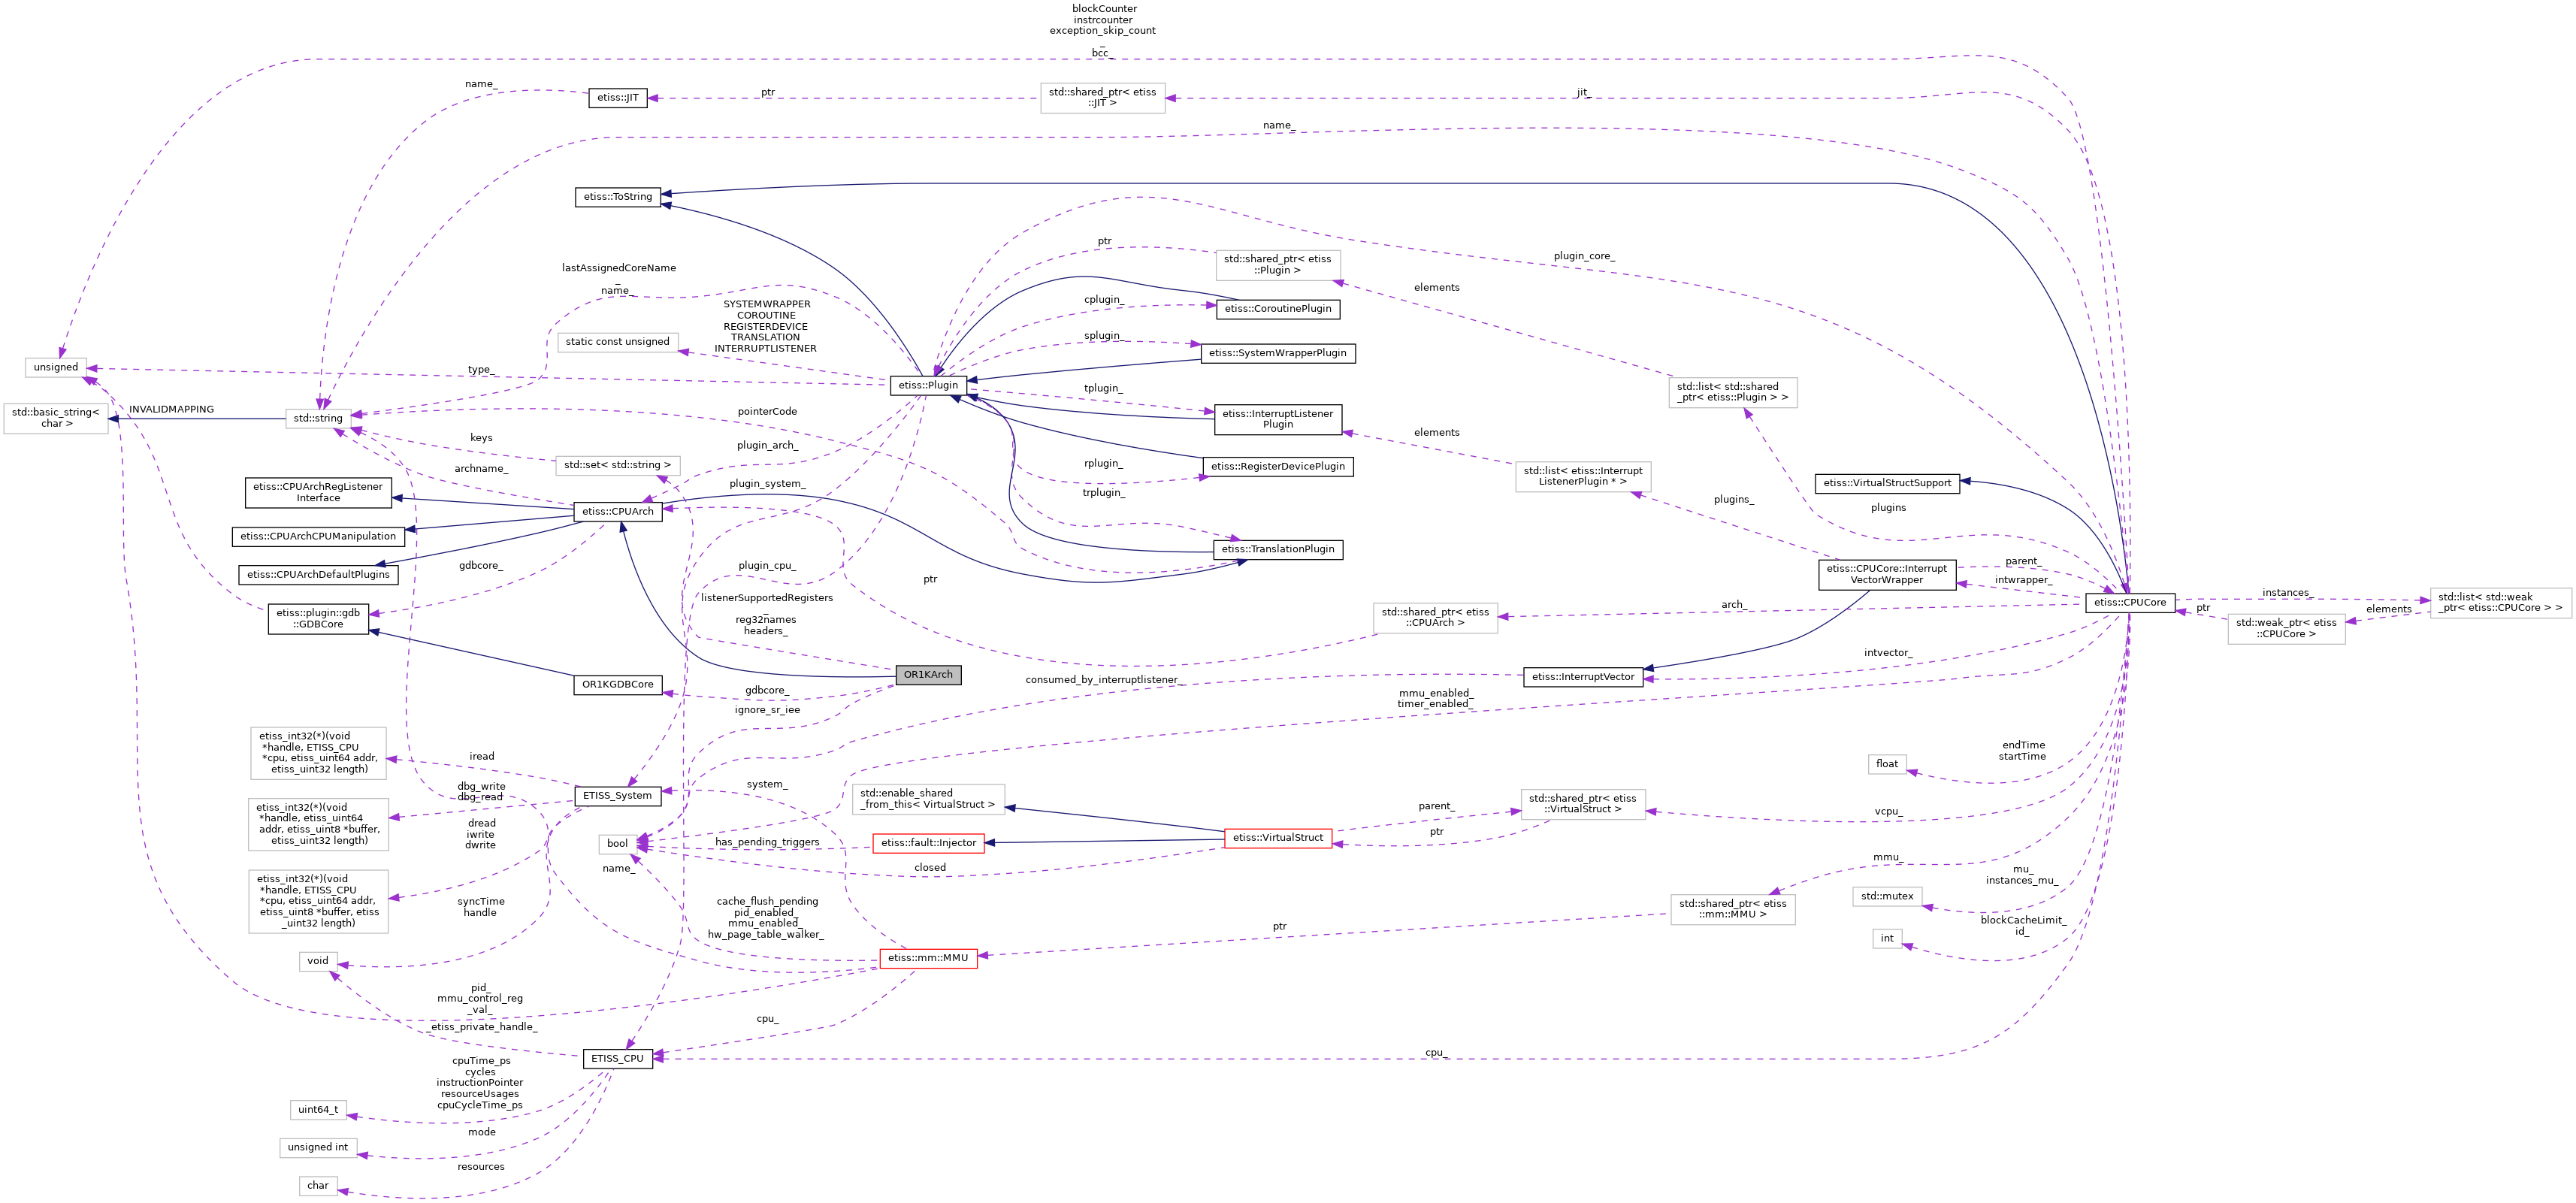 blockCounter
instrcounter
exception_skip_count
_
bcc_
name_
etiss::JIT
ptr
std::shared_ptr< etiss
::JIT >
jit_
name_
etiss::ToString
plugin_core_
ptr
std::shared_ptr< etiss
::Plugin >
lastAssignedCoreName
_
name_
elements
cplugin_
etiss::CoroutinePlugin
SYSTEMWRAPPER
COROUTINE
REGISTERDEVICE
TRANSLATION
INTERRUPTLISTENER
static const unsigned
splugin_
etiss::SystemWrapperPlugin
unsigned
type_
etiss::Plugin
tplugin_
std::list< std::shared
_ptr< etiss::Plugin > >
std::basic_string<
char >
INVALIDMAPPING
std::string
pointerCode
etiss::InterruptListener
Plugin
elements
keys
plugin_arch_
std::set< std::string >
archname_
rplugin_
etiss::RegisterDevicePlugin
std::list< etiss::Interrupt
ListenerPlugin * >
etiss::CPUArchRegListener
Interface
plugin_system_
trplugin_
plugins_
plugins
etiss::VirtualStructSupport
etiss::CPUArch
etiss::CPUArchCPUManipulation
etiss::TranslationPlugin
gdbcore_
plugin_cpu_
ptr
etiss::CPUArchDefaultPlugins
etiss::CPUCore::Interrupt
VectorWrapper
parent_
intwrapper_
etiss::CPUCore
instances_
std::list< std::weak
_ptr< etiss::CPUCore > >
ptr
elements
std::weak_ptr< etiss
::CPUCore >
listenerSupportedRegisters
_
reg32names
headers_
etiss::plugin::gdb
::GDBCore
std::shared_ptr< etiss
::CPUArch >
arch_
intvector_
OR1KArch
OR1KGDBCore
gdbcore_
consumed_by_interruptlistener_
etiss::InterruptVector
mmu_enabled_
timer_enabled_
ignore_sr_iee
etiss_int32(*)(void
*handle, ETISS_CPU
*cpu, etiss_uint64 addr,
etiss_uint32 length)
iread
endTime
startTime
float
dbg_write
dbg_read
ETISS_System
system_
std::enable_shared
_from_this< VirtualStruct >
std::shared_ptr< etiss
::VirtualStruct >
parent_
vcpu_
etiss_int32(*)(void
*handle, etiss_uint64
addr, etiss_uint8 *buffer,
etiss_uint32 length)
dread
iwrite
dwrite
bool
has_pending_triggers
etiss::fault::Injector
etiss::VirtualStruct
ptr
closed
name_
mmu_
mu_
instances_mu_
std::mutex
etiss_int32(*)(void
*handle, ETISS_CPU
*cpu, etiss_uint64 addr,
etiss_uint8 *buffer, etiss
_uint32 length)
syncTime
handle
cache_flush_pending
pid_enabled_
mmu_enabled_
hw_page_table_walker_
std::shared_ptr< etiss
::mm::MMU >
ptr
blockCacheLimit_
id_
int
void
etiss::mm::MMU
pid_
mmu_control_reg
_val_
cpu_
_etiss_private_handle_
ETISS_CPU
cpu_
cpuTime_ps
cycles
instructionPointer
resourceUsages
cpuCycleTime_ps
uint64_t
mode
unsigned int
resources
char